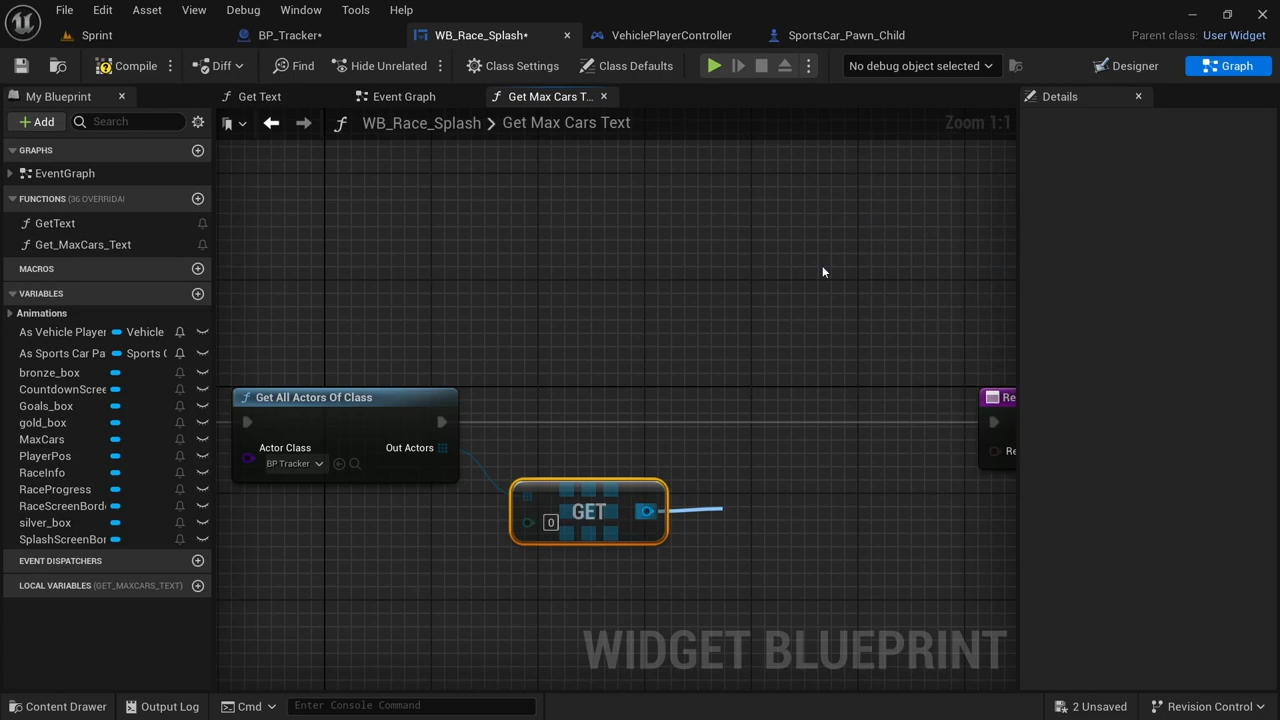 File Edit Asset View Debug Window Tools Help
Sprint BP_Tracker* WB_Race_Splash* VehiclePlayerController SportsCar_Pawn_Child Parent class: User Widget
Compile Diff Find Hide Unrelated Class Settings Class Defaults No debug object selected Designer Graph
My Blueprint Get Text Event Graph Get Max Cars T... Details
Add Search WB_Race_Splash > Get Max Cars Text Zoom 1:1
GRAPHS
EventGraph
FUNCTIONS (36 OVERRIDAI
GetText
Get_MaxCars_Text
MACROS
VARIABLES
Animations
As Vehicle Player Vehicle
As Sports Car Pa Sports (
bronze_box
CountdownScree
Goals_box
gold_box
MaxCars
PlayerPos
RaceInfo
RaceProgress
RaceScreenBord
silver_box
SplashScreenBor
EVENT DISPATCHERS
LOCAL VARIABLES (GET_MAXCARS_TEXT)
Get All Actors Of Class
Actor Class Out Actors
BP Tracker
GET
0
Re
Re
WIDGET BLUEPRINT
Content Drawer Output Log Cmd Enter Console Command 2 Unsaved Revision Control